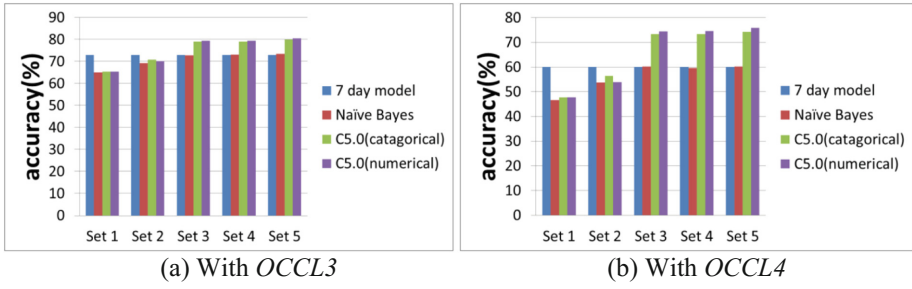 accuracy(%)
90
80
70
60
50
40
30
20
10
0
Set 1 Set 2 Set 3 Set 4 Set 5
7 day model
Naïve Bayes
C5.0(catagorical)
C5.0(numerical)
(a) With OCCL3
accuracy(%)
80
70
60
50
40
30
20
10
0
Set 1 Set 2 Set 3 Set 4 Set 5
7 day model
Naïve Bayes
C5.0(catagorical)
C5.0(numerical)
(b) With OCCL4